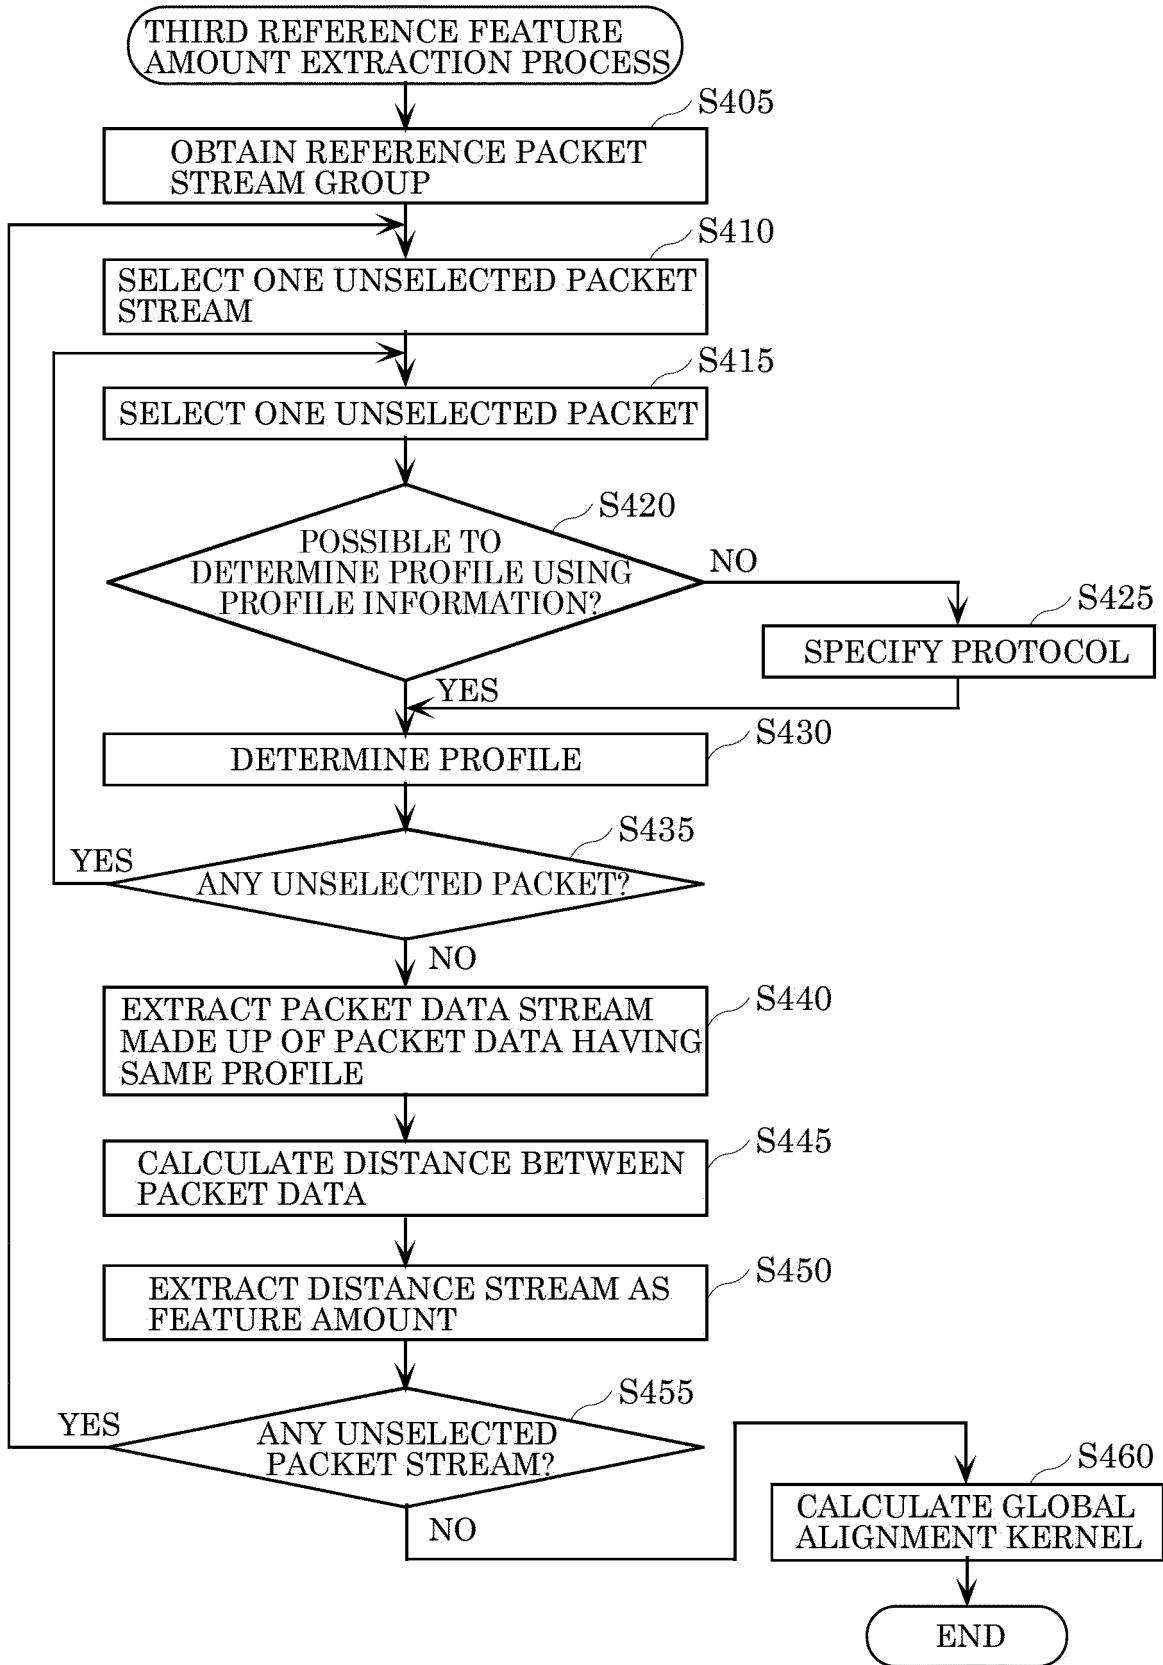 THIRD REFERENCE FEATURE
AMOUNT EXTRACTION PROCESS
S405
OBTAIN REFERENCE PACKET
STREAM GROUP
S410
SELECT ONE UNSELECTED PACKET
STREAM
S415
SELECT ONE UNSELECTED PACKET
S420
POSSIBLE TO
DETERMINE PROFILE USING
PROFILE INFORMATION?
NO
S425
SPECIFY PROTOCOL
YES
S430
DETERMINE PROFILE
S435
YES
ANY UNSELECTED PACKET?
NO
S440
EXTRACT PACKET DATA STREAM
MADE UP OF PACKET DATA HAVING
SAME PROFILE
S445
CALCULATE DISTANCE BETWEEN
PACKET DATA
S450
EXTRACT DISTANCE STREAM AS
FEATURE AMOUNT
S455
YES
ANY UNSELECTED
PACKET STREAM?
NO
S460
CALCULATE GLOBAL
ALIGNMENT KERNEL
END